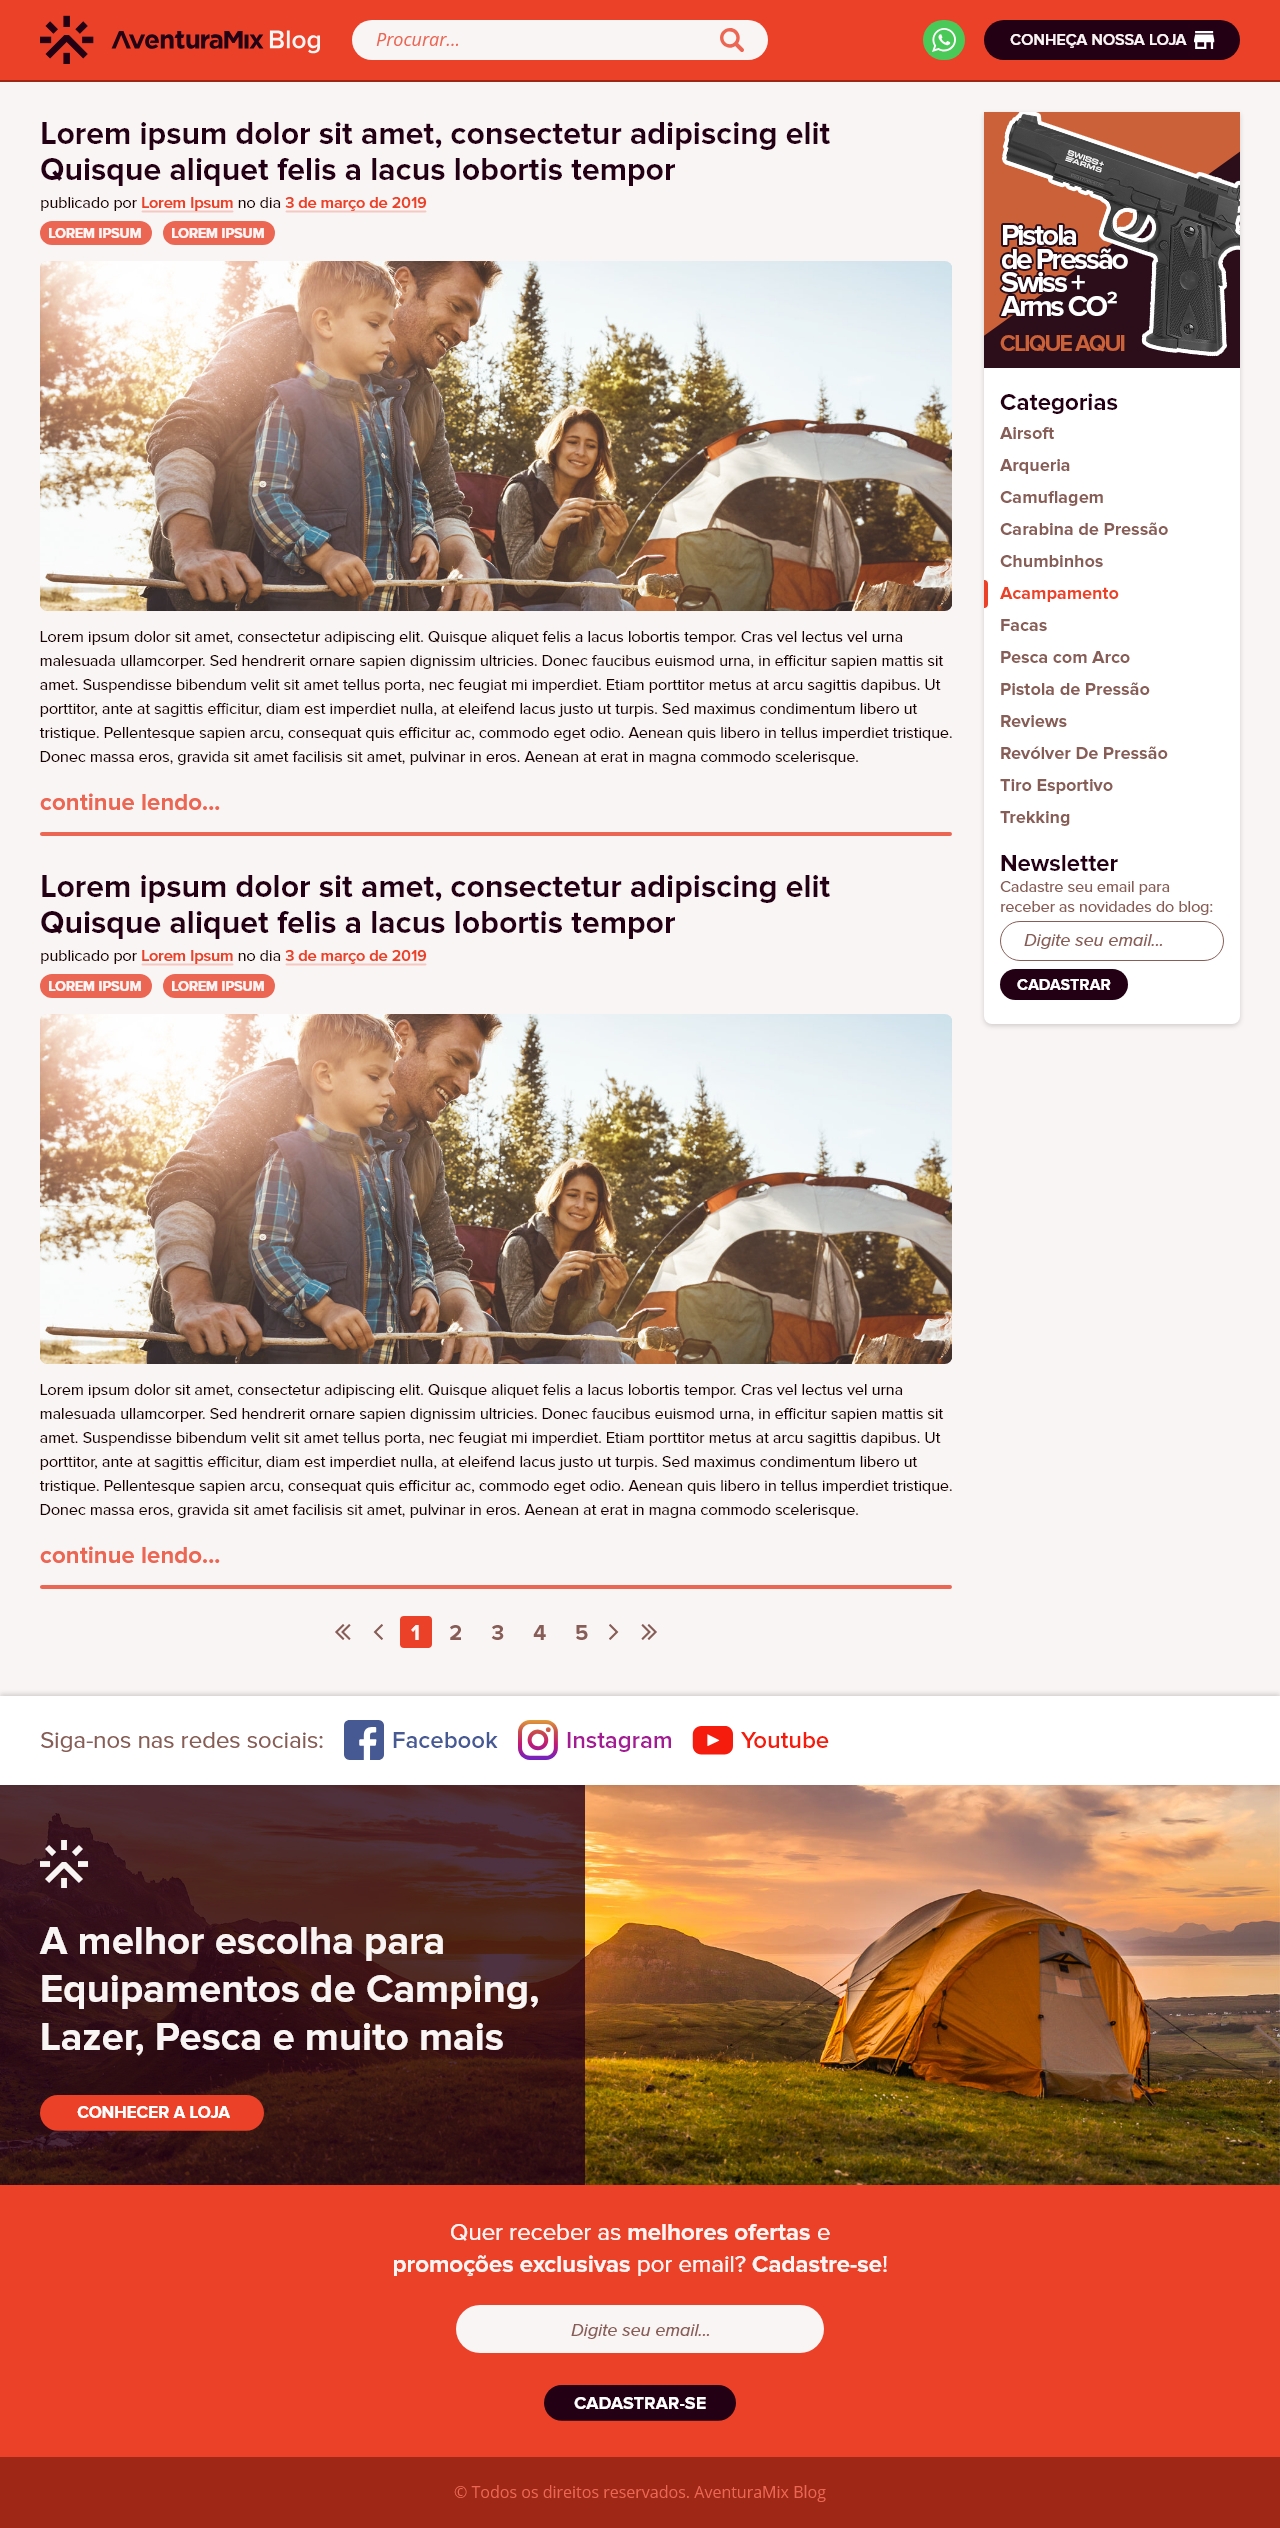 AventuraMix Blog
Procurar...
CONHEÇA NOSSA LOJA
Lorem ipsum dolor sit amet, consectetur adipiscing elit
Quisque aliquet felis a lacus lobortis tempor
publicado por Lorem Ipsum no dia 3 de março de 2019
LOREM IPSUM LOREM IPSUM
Lorem ipsum dolor sit amet, consectetur adipiscing elit. Quisque aliquet felis a lacus lobortis tempor. Cras vel lectus vel urna
malesuada ullamcorper. Sed hendrerit ornare sapien dignissim ultricies. Donec faucibus euismod urna, in efficitur sapien mattis sit
amet. Suspendisse bibendum velit sit amet tellus porta, nec feugiat mi imperdiet. Etiam porttitor metus at arcu sagittis dapibus. Ut
porttitor, ante at sagittis efficitur, diam est imperdiet nulla, at eleifend lacus justo ut turpis. Sed maximus condimentum libero ut
tristique. Pellentesque sapien arcu, consequat quis efficitur ac, commodo eget odio. Aenean quis libero in tellus imperdiet tristique.
Donec massa eros, gravida sit amet facilisis sit amet, pulvinar in eros. Aenean at erat in magna commodo scelerisque.
continue lendo...
Lorem ipsum dolor sit amet, consectetur adipiscing elit
Quisque aliquet felis a lacus lobortis tempor
publicado por Lorem Ipsum no dia 3 de março de 2019
LOREM IPSUM LOREM IPSUM
Lorem ipsum dolor sit amet, consectetur adipiscing elit. Quisque aliquet felis a lacus lobortis tempor. Cras vel lectus vel urna
malesuada ullamcorper. Sed hendrerit ornare sapien dignissim ultricies. Donec faucibus euismod urna, in efficitur sapien mattis sit
amet. Suspendisse bibendum velit sit amet tellus porta, nec feugiat mi imperdiet. Etiam porttitor metus at arcu sagittis dapibus. Ut
porttitor, ante at sagittis efficitur, diam est imperdiet nulla, at eleifend lacus justo ut turpis. Sed maximus condimentum libero ut
tristique. Pellentesque sapien arcu, consequat quis efficitur ac, commodo eget odio. Aenean quis libero in tellus imperdiet tristique.
Donec massa eros, gravida sit amet facilisis sit amet, pulvinar in eros. Aenean at erat in magna commodo scelerisque.
continue lendo...
« < 1 2 3 4 5 > »
SWISS+
ARMS
Pistola
de Pressão
Swiss +
Arms CO²
CLIQUE AQUI
Categorias
Airsoft
Arqueria
Camuflagem
Carabina de Pressão
Chumbinhos
Acampamento
Facas
Pesca com Arco
Pistola de Pressão
Reviews
Revólver De Pressão
Tiro Esportivo
Trekking
Newsletter
Cadastre seu email para
receber as novidades do blog:
Digite seu email...
CADASTRAR
Siga-nos nas redes sociais: Facebook Instagram Youtube
A melhor escolha para
Equipamentos de Camping,
Lazer, Pesca e muito mais
CONHECER A LOJA
Quer receber as melhores ofertas e
promoções exclusivas por email? Cadastre-se!
Digite seu email...
CADASTRAR-SE
© Todos os direitos reservados. AventuraMix Blog